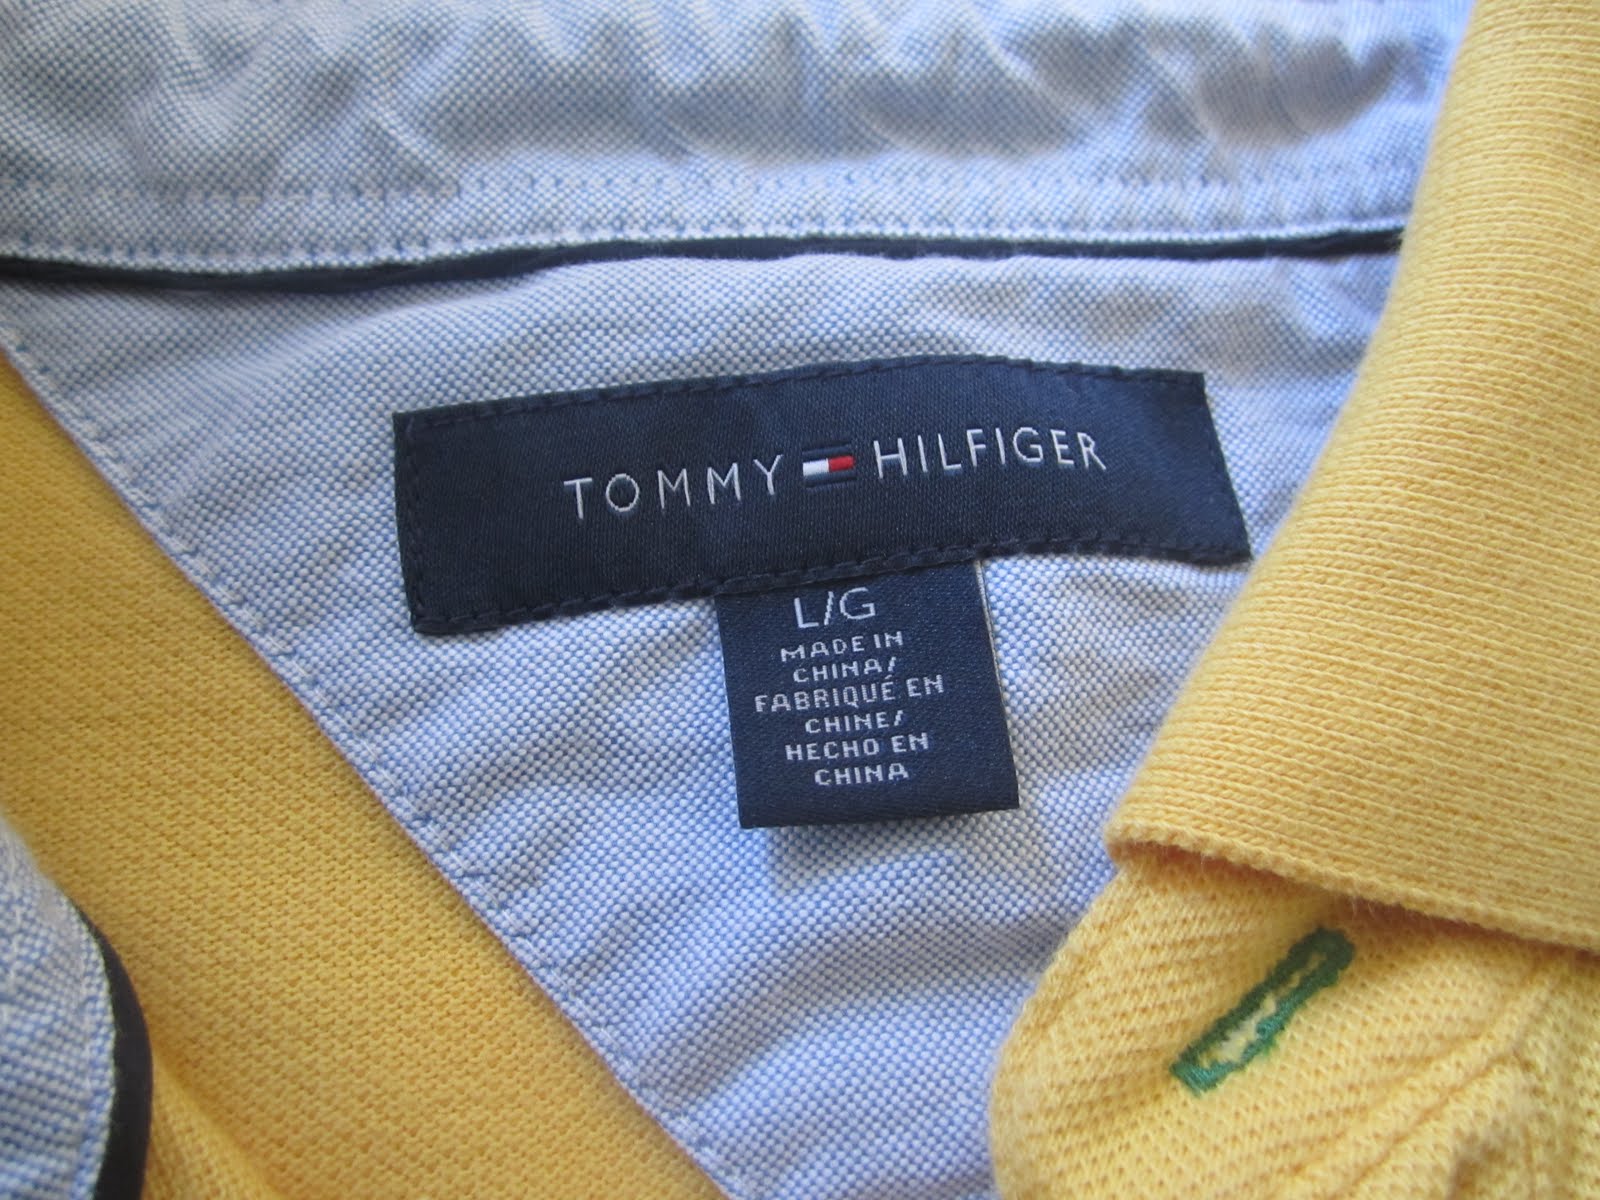 TOMMY HILFIGER
L/G
MADE IN
CHINA/
FABRIQUÉ EN
CHINE/
HECHO EN
CHINA